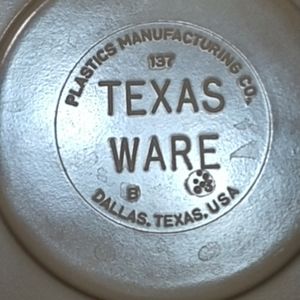 PLASTICS MANUFACTURING CO.
137
TEXAS
WARE
B
DALLAS, TEXAS, USA